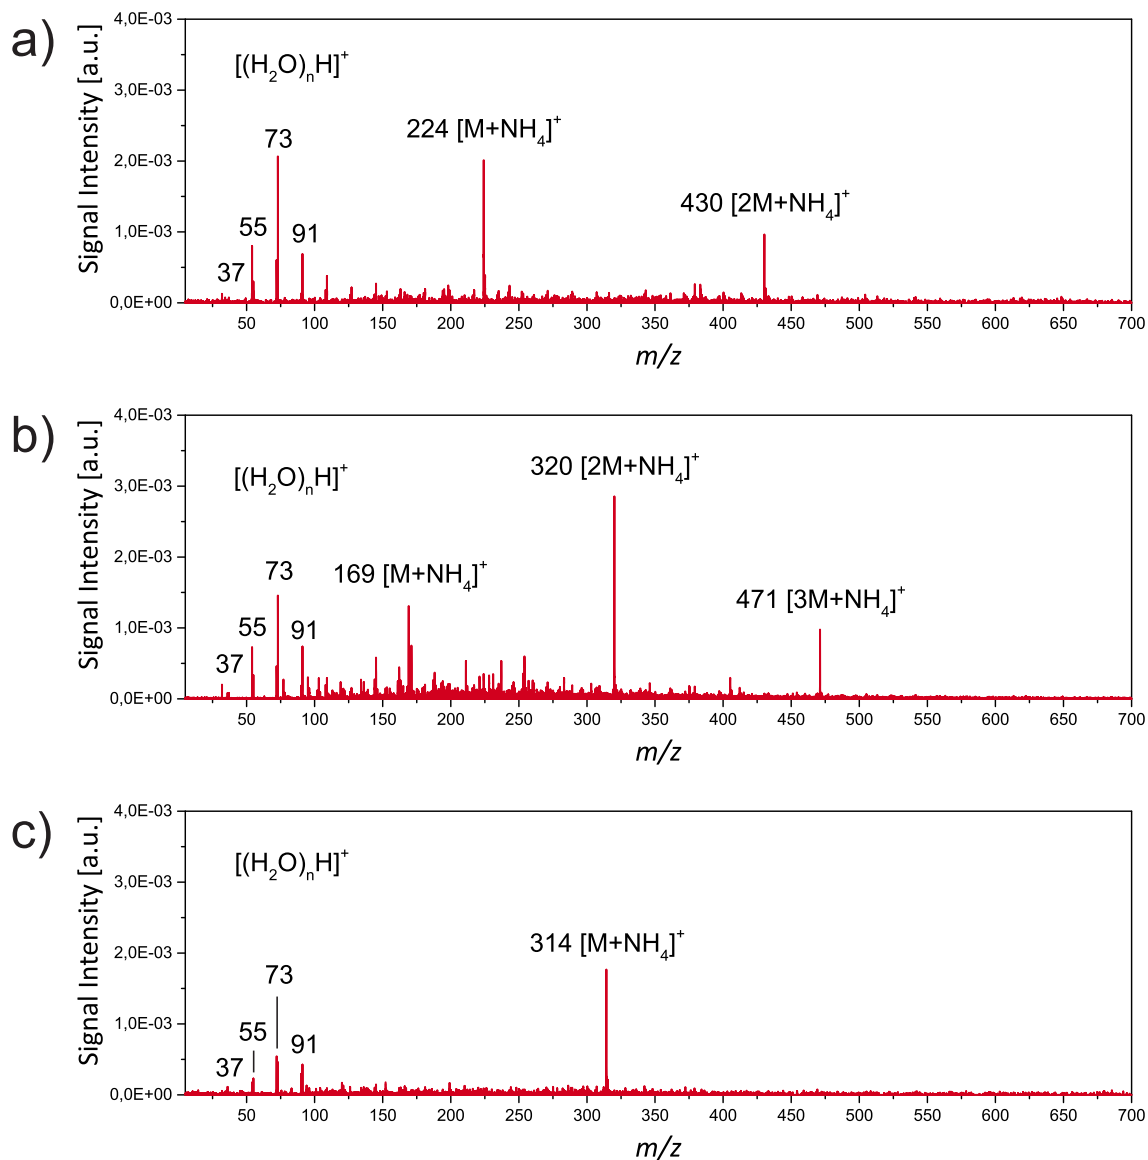 a)
Signal Intensity [a.u.]
4,0E-03
3,0E-03
2,0E-03
1,0E-03
0,0E+00
[(H₂O)ₙH]⁺
37
55
73
91
224 [M+NH₄]⁺
430 [2M+NH₄]⁺
50 100 150 200 250 300 350 400 450 500 550 600 650 700
m/z
b)
Signal Intensity [a.u.]
4,0E-03
3,0E-03
2,0E-03
1,0E-03
0,0E+00
[(H₂O)ₙH]⁺
37
55
73
91
169 [M+NH₄]⁺
320 [2M+NH₄]⁺
471 [3M+NH₄]⁺
50 100 150 200 250 300 350 400 450 500 550 600 650 700
m/z
c)
Signal Intensity [a.u.]
4,0E-03
3,0E-03
2,0E-03
1,0E-03
0,0E+00
[(H₂O)ₙH]⁺
37
55
73
91
314 [M+NH₄]⁺
50 100 150 200 250 300 350 400 450 500 550 600 650 700
m/z